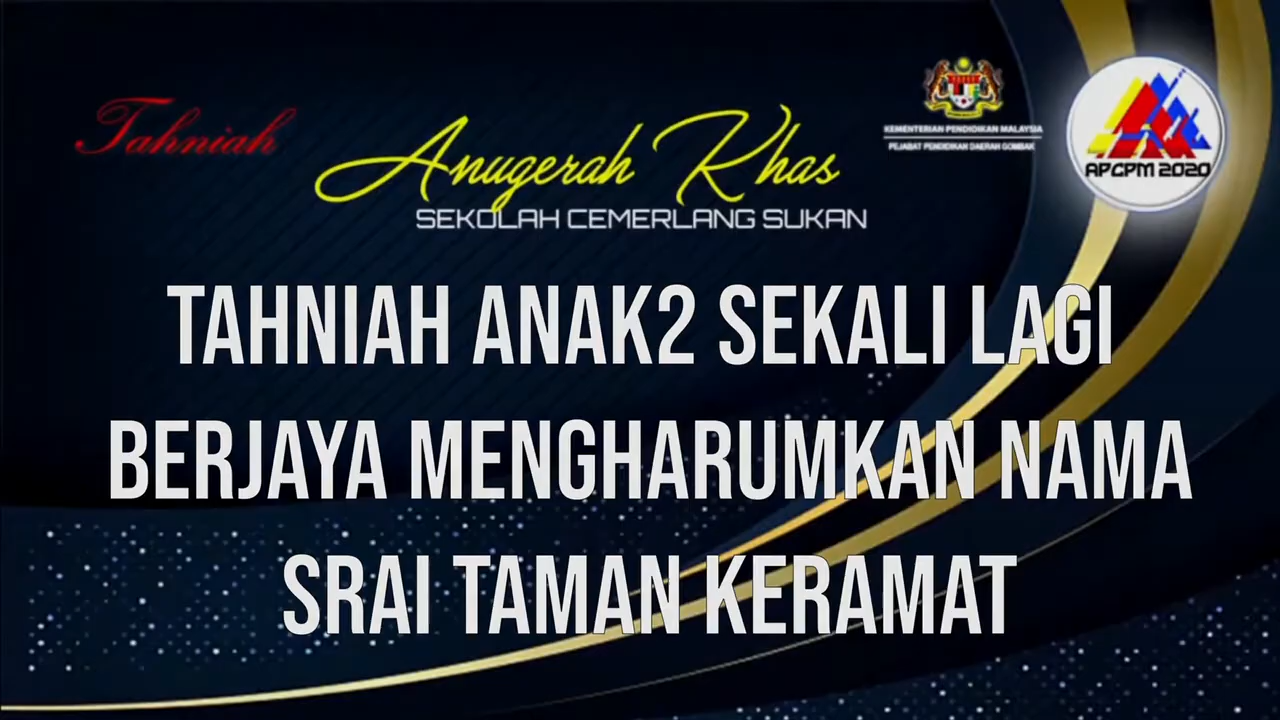 Tahniah
Anugerah Khas
SEKOLAH CEMERLANG SUKAN
KEMENTERIAN PENDIDIKAN MALAYSIA
PEJABAT PENDIDIKAN DAERAH GOMBAK
APCPM 2020
TAHNIAH ANAK2 SEKALI LAGI
BERJAYA MENGHARUMKAN NAMA
SRAI TAMAN KERAMAT